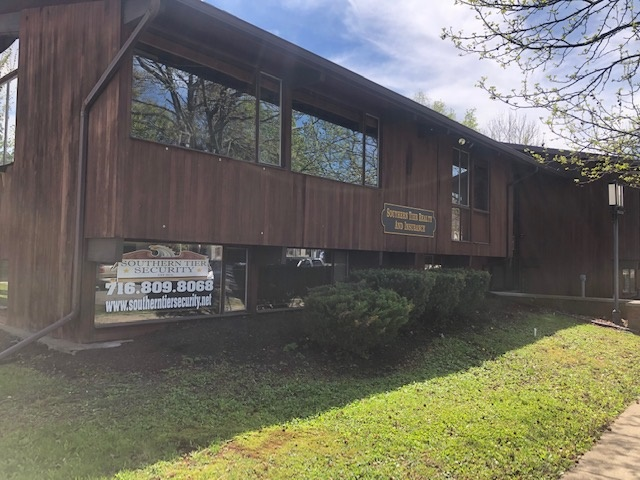 SOUTHERN TIER REALTY
AND INSURANCE
SOUTHERN TIER
SECURITY
716.809.8068
www.southerntiersecurity.net